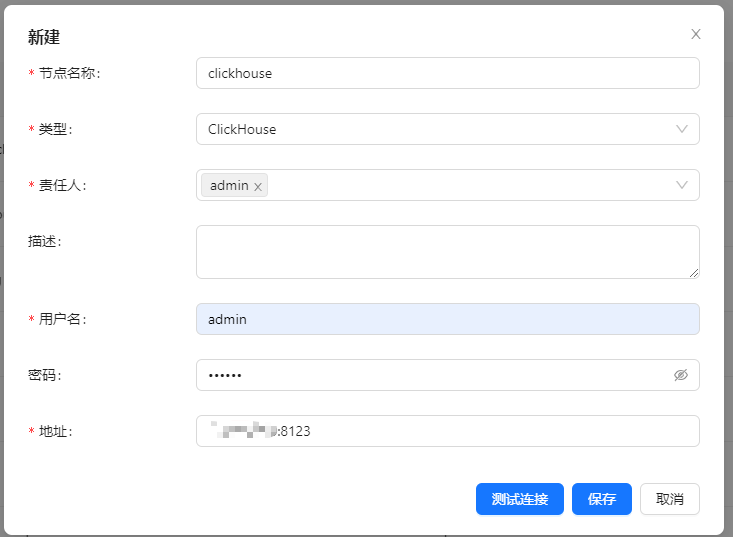 新建
* 节点名称: clickhouse
* 类型: ClickHouse
* 责任人: admin
描述:
* 用户名: admin
密码: ••••••
* 地址: :8123
测试连接 保存 取消